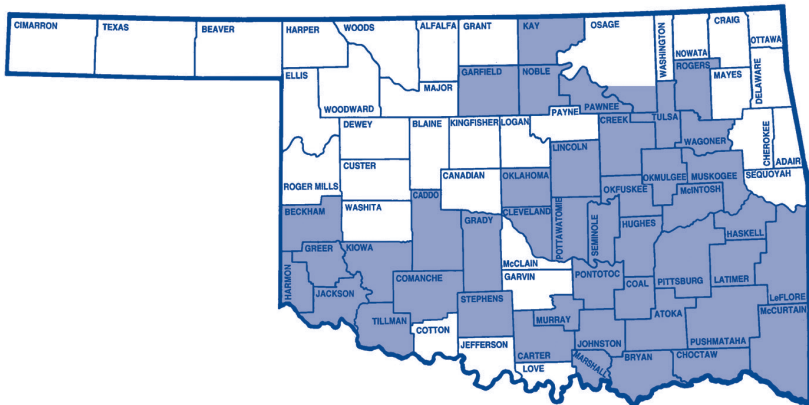 CIMARRON
TEXAS
BEAVER
HARPER
WOODS
ALFALFA
GRANT
KAY
OSAGE
WASHINGTON
NOWATA
CRAIG
OTTAWA
ELLIS
WOODWARD
MAJOR
GARFIELD
NOBLE
PAWNEE
ROGERS
MAYES
DELAWARE
DEWEY
BLAINE
KINGFISHER
LOGAN
PAYNE
CREEK
TULSA
WAGONER
CHEROKEE
ADAIR
ROGER MILLS
CUSTER
CANADIAN
OKLAHOMA
LINCOLN
OKFUSKEE
OKMULGEE
MUSKOGEE
McINTOSH
SEQUOYAH
BECKHAM
WASHITA
CADDO
GRADY
CLEVELAND
POTTAWATOMIE
SEMINOLE
HUGHES
HASKELL
GREER
KIOWA
McCLAIN
GARVIN
PONTOTOC
COAL
PITTSBURG
LATIMER
LeFLORE
HARMON
JACKSON
COMANCHE
STEPHENS
MURRAY
JOHNSTON
ATOKA
PUSHMATAHA
McCURTAIN
TILLMAN
COTTON
JEFFERSON
CARTER
LOVE
MARSHALL
BRYAN
CHOCTAW